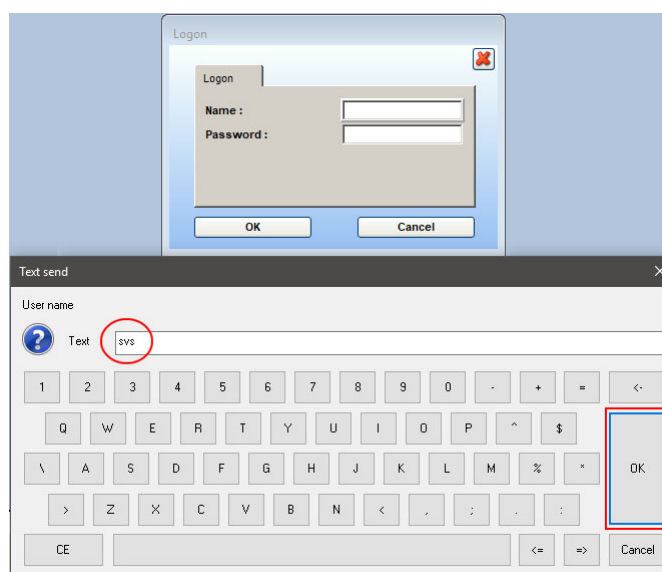 Logon
Logon
Name :
Password :
OK Cancel
Text send
User name
? Text svs
1 2 3 4 5 6 7 8 9 0 - + = <-
Q W E R T Y U I O P ^ $
\ A S D F G H J K L M % * OK
> Z X C V B N < , ; . :
CE <= => Cancel